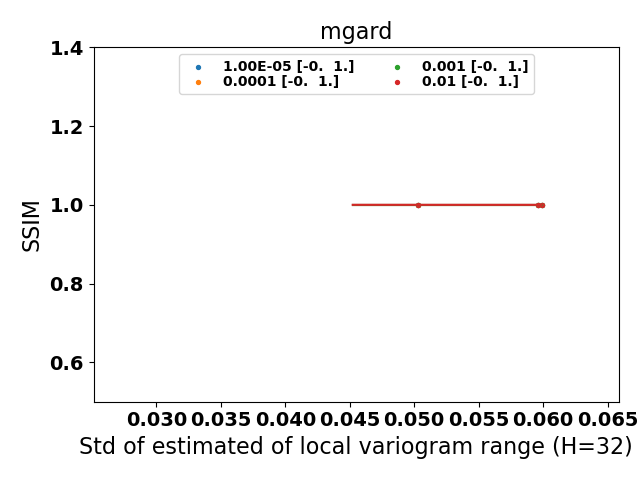 mgard
1.4
1.2
1.0
0.8
0.6
SSIM
1.00E-05 [-0.  1.]
0.0001 [-0.  1.]
0.001 [-0.  1.]
0.01 [-0.  1.]
0.030 0.035 0.040 0.045 0.050 0.055 0.060 0.065
Std of estimated of local variogram range (H=32)